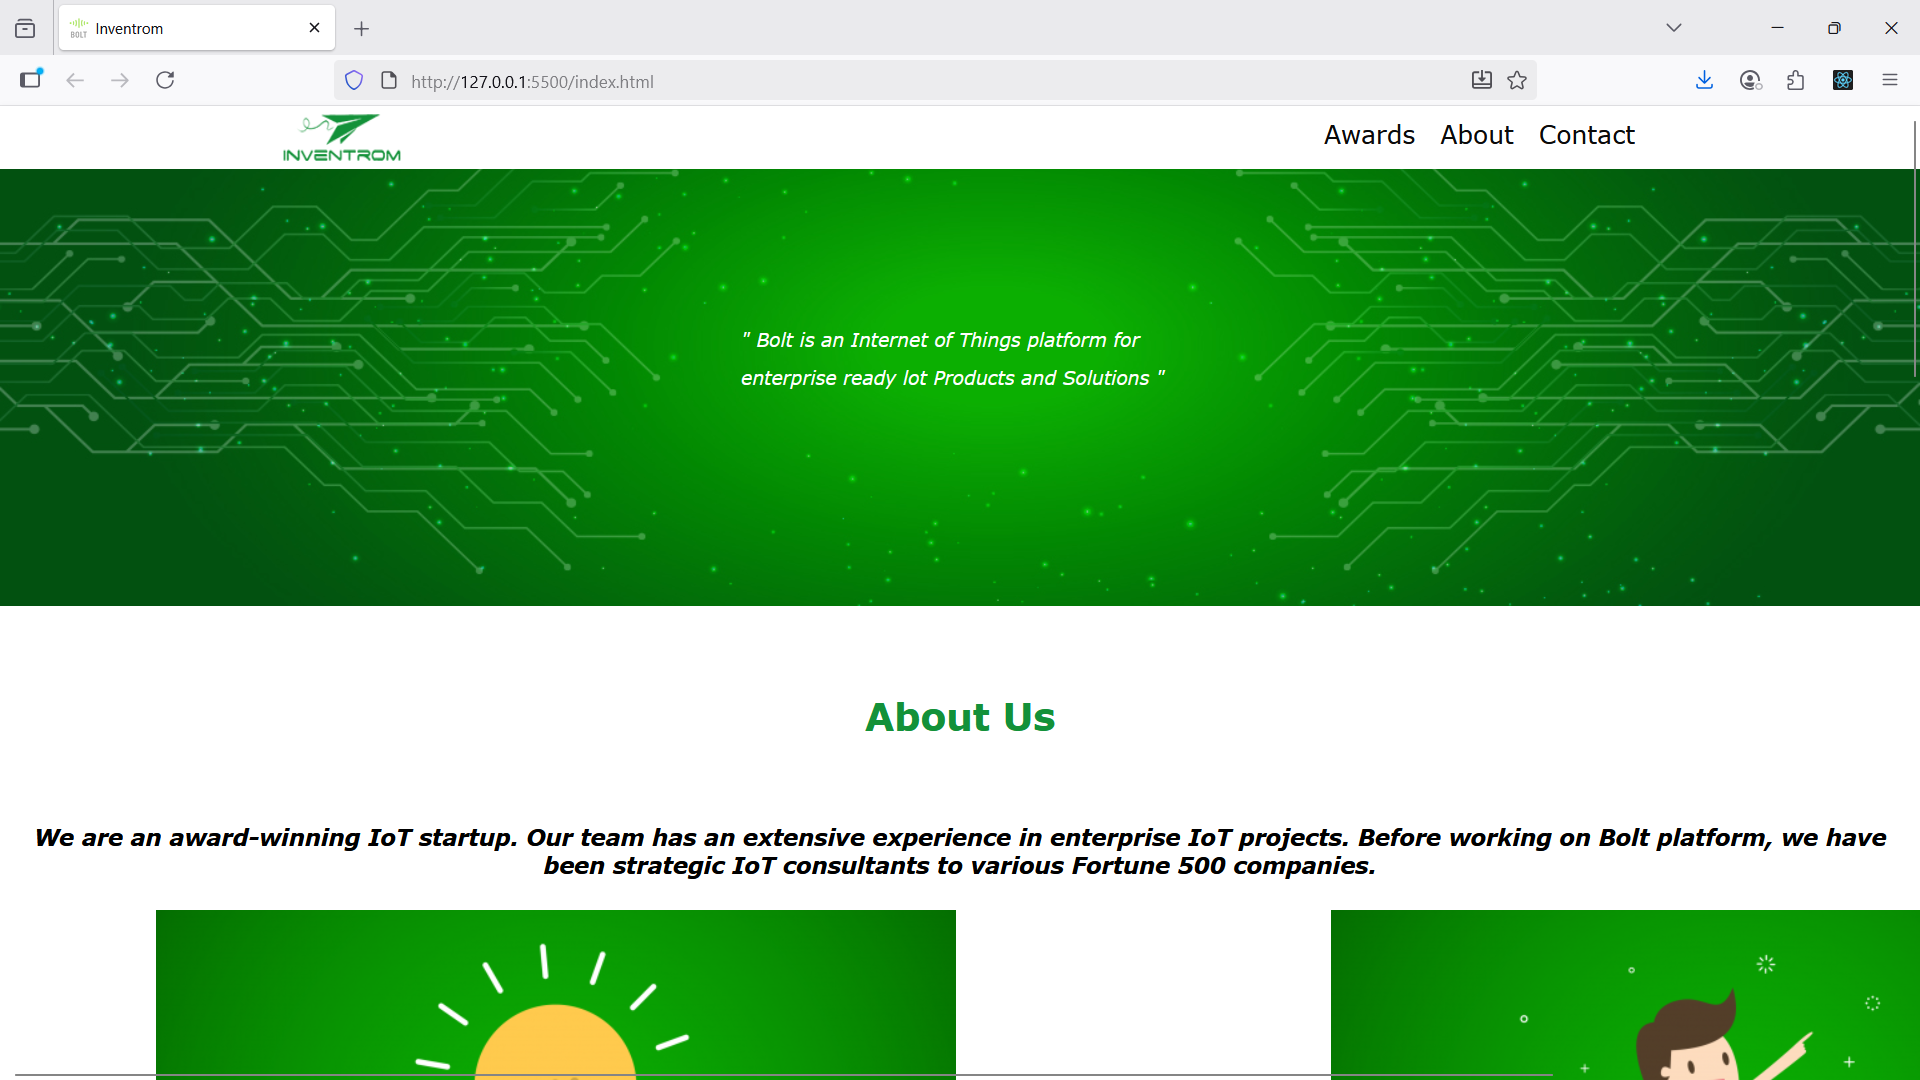 BOLT Inventrom
http://127.0.0.1:5500/index.html
INVENTROM
Awards About Contact
" Bolt is an Internet of Things platform for
enterprise ready lot Products and Solutions "
About Us
We are an award-winning IoT startup. Our team has an extensive experience in enterprise IoT projects. Before working on Bolt platform, we have
been strategic IoT consultants to various Fortune 500 companies.